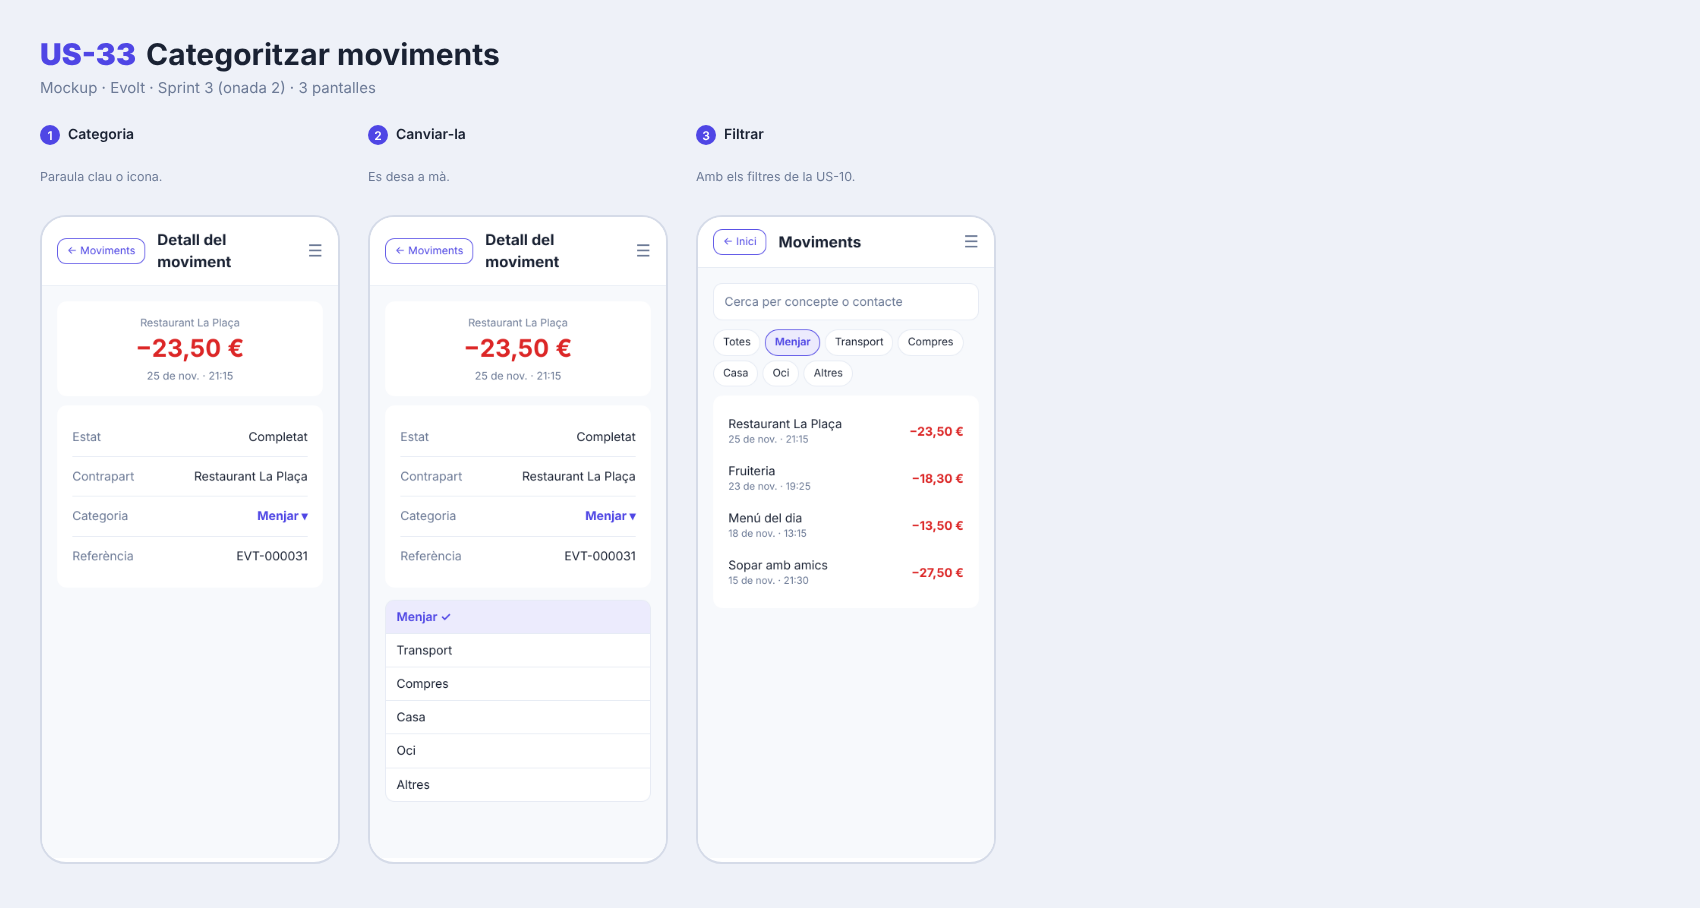 US-33 Categoritzar moviments
Mockup · Evolt · Sprint 3 (onada 2) · 3 pantalles
1 Categoria
Paraula clau o icona.
← Moviments
Detall del
moviment
☰
Restaurant La Plaça
−23,50 €
25 de nov. · 21:15
Estat Completat
Contrapart Restaurant La Plaça
Categoria Menjar ▾
Referència EVT-000031
2 Canviar-la
Es desa a mà.
← Moviments
Detall del
moviment
☰
Restaurant La Plaça
−23,50 €
25 de nov. · 21:15
Estat Completat
Contrapart Restaurant La Plaça
Categoria Menjar ▾
Referència EVT-000031
Menjar ✓
Transport
Compres
Casa
Oci
Altres
3 Filtrar
Amb els filtres de la US-10.
← Inici Moviments ☰
Cerca per concepte o contacte
Totes Menjar Transport Compres
Casa Oci Altres
Restaurant La Plaça −23,50 €
25 de nov. · 21:15
Fruiteria −18,30 €
23 de nov. · 19:25
Menú del dia −13,50 €
18 de nov. · 13:15
Sopar amb amics −27,50 €
15 de nov. · 21:30